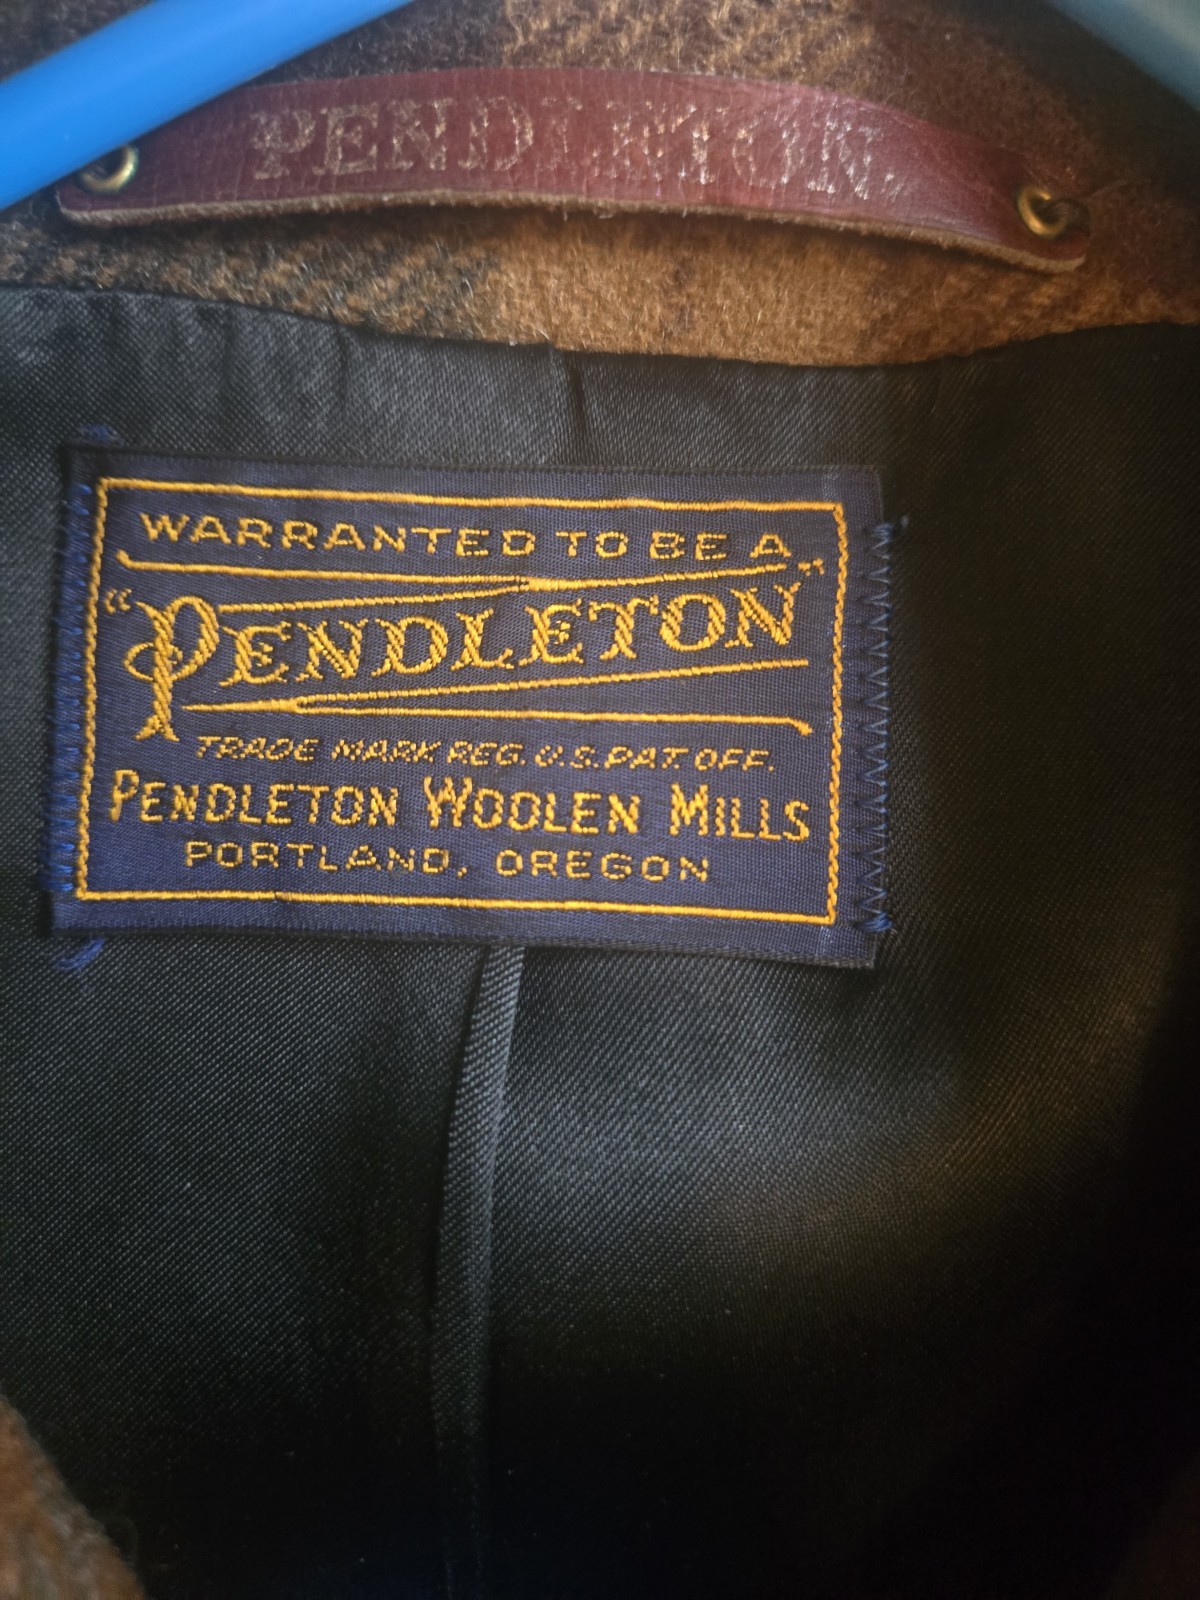 PENDLETON
WARRANTED TO BE A
"PENDLETON"
TRADE MARK REG. U.S. PAT. OFF.
PENDLETON WOOLEN MILLS
PORTLAND, OREGON